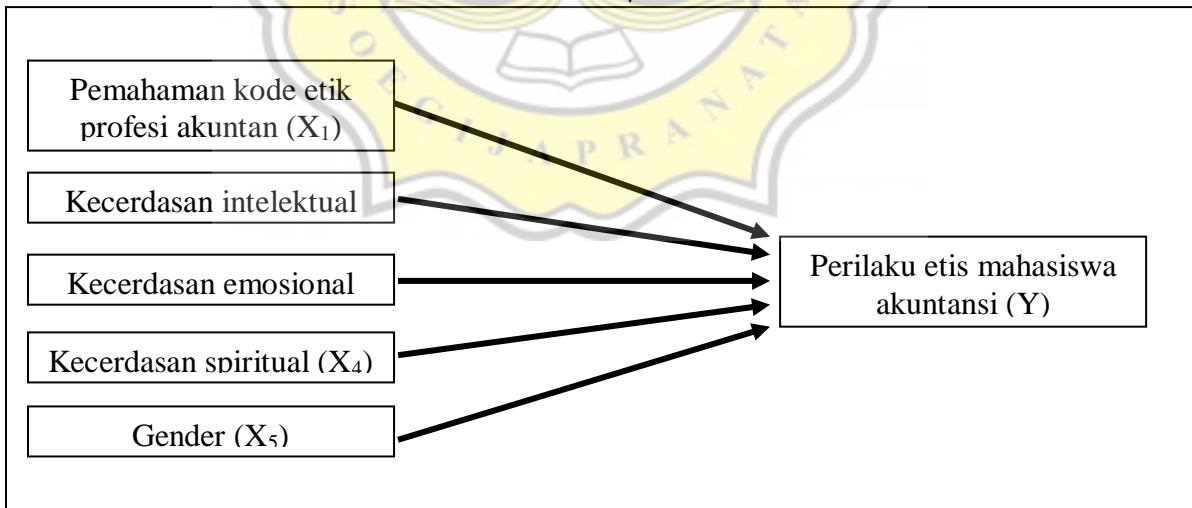 SOEGIJAPRANATA
Pemahaman kode etik
profesi akuntan (X₁)
Kecerdasan intelektual
Kecerdasan emosional
Kecerdasan spiritual (X₄)
Gender (X₅)
Perilaku etis mahasiswa
akuntansi (Y)